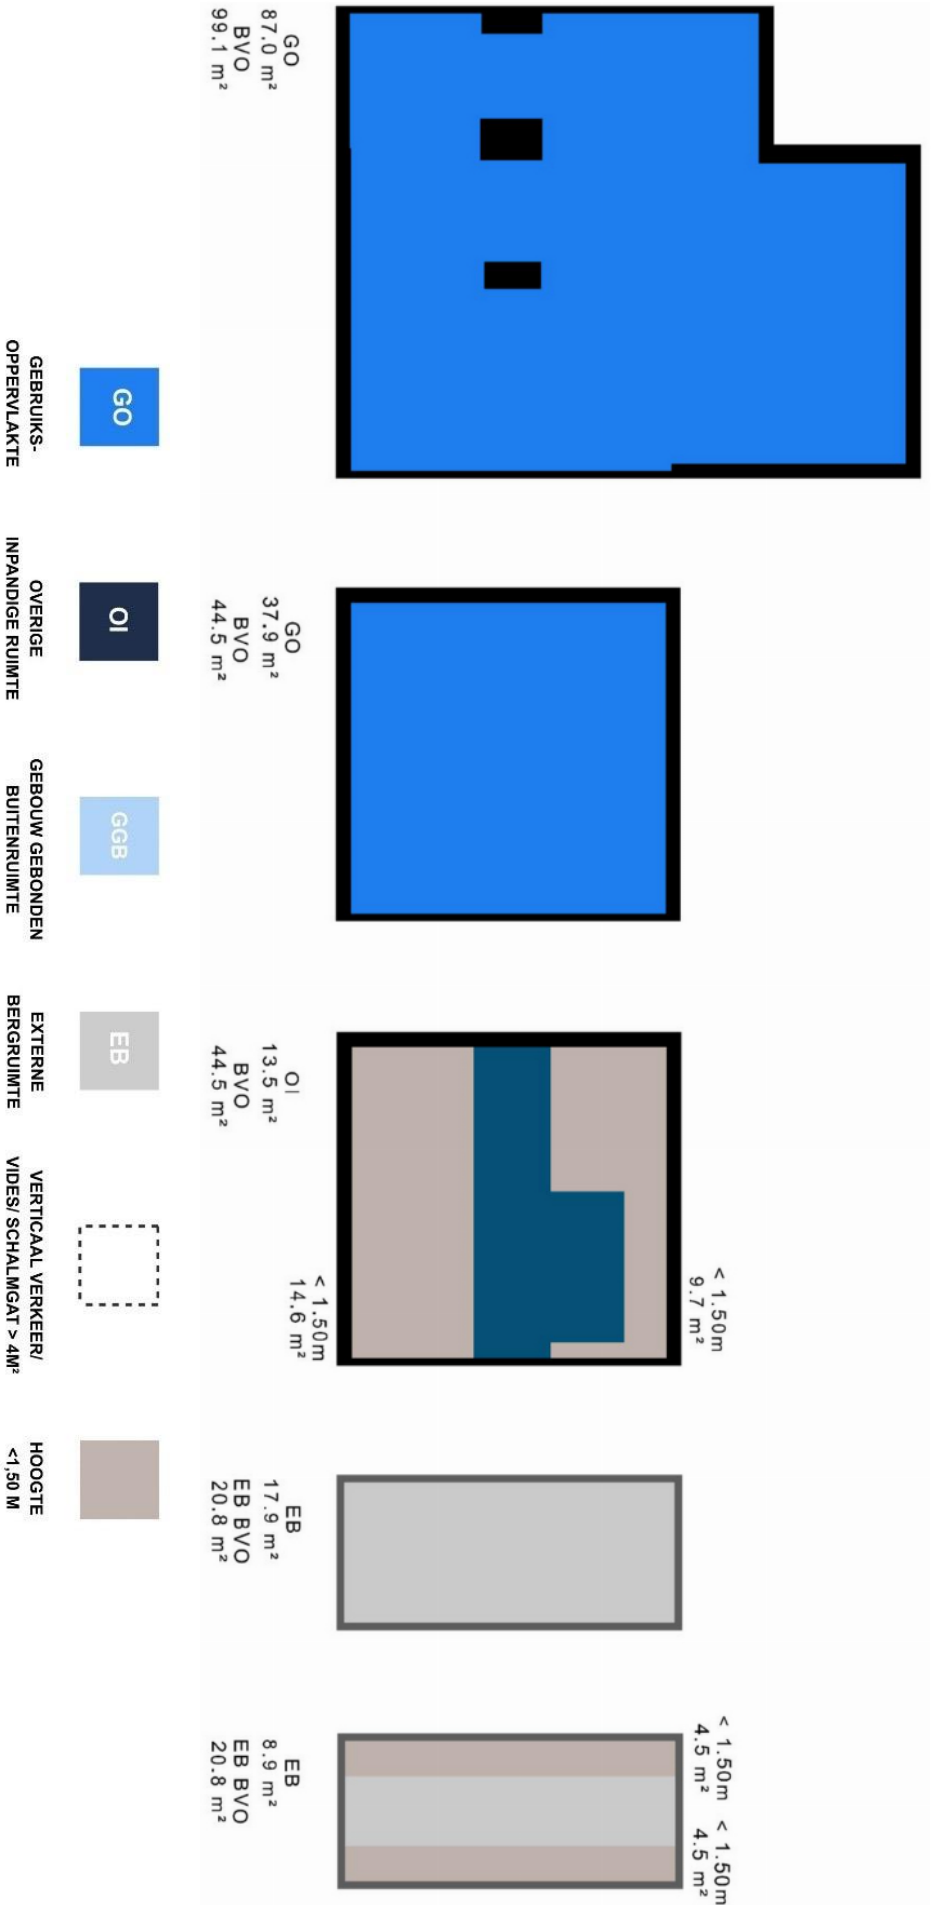 GO
87.0 m²
BVO
99.1 m²
GO
37.9 m²
BVO
44.5 m²
< 1.50m
9.7 m²
< 1.50m
14.6 m²
OI
13.5 m²
BVO
44.5 m²
EB
17.9 m²
EB BVO
20.8 m²
< 1.50m
4.5 m²
< 1.50m
4.5 m²
EB
8.9 m²
EB BVO
20.8 m²
GO
GEBRUIKS-
OPPERVLAKTE
OI
OVERIGE
INPANDIGE RUIMTE
GGB
GEBOUW GEBONDEN
BUITENRUIMTE
EB
EXTERNE
BERGRUIMTE
VERTICAAL VERKEER/
VIDES/ SCHALMGAT > 4M²
HOOGTE
<1,50 M